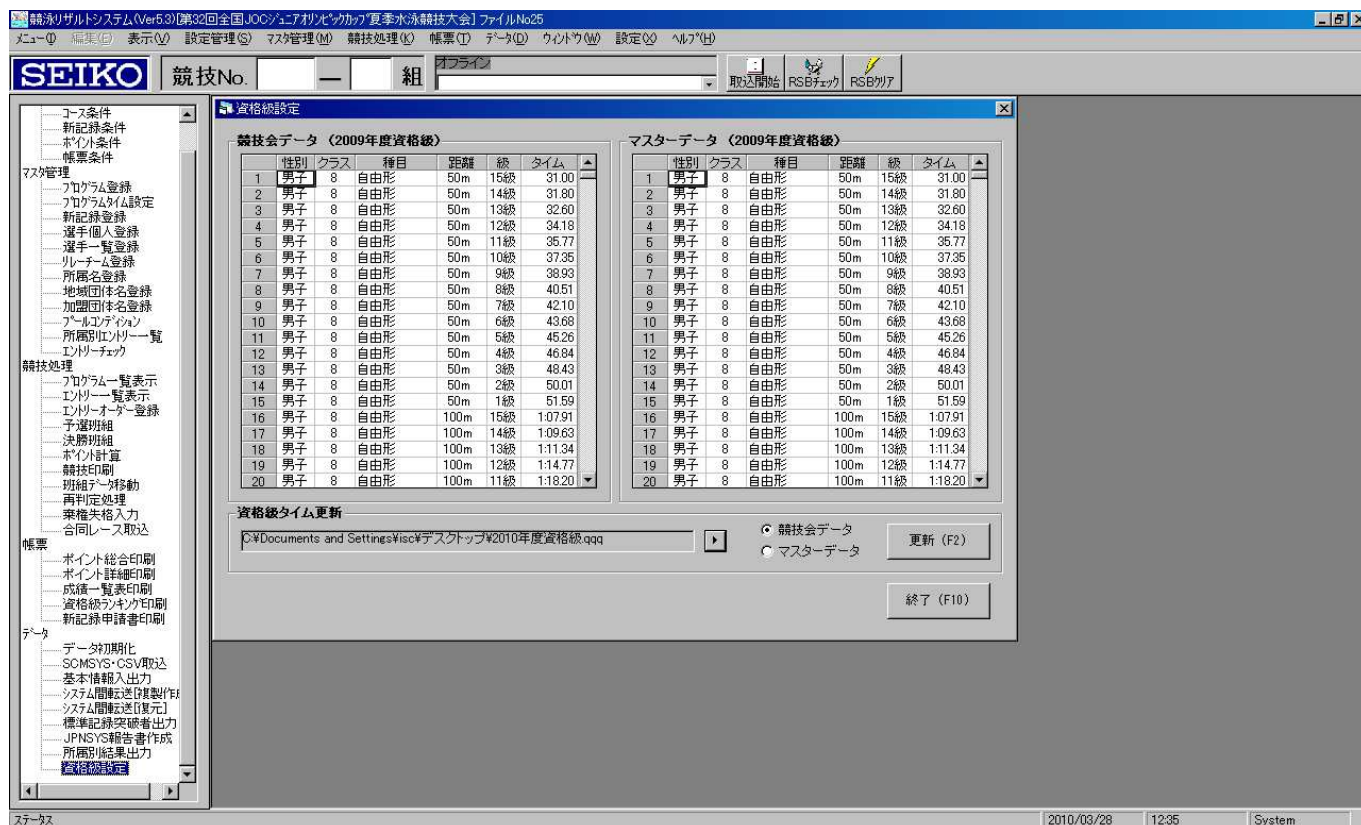 競泳リザルトシステム(Ver5.3)[第32回全国JOCジュニアオリンピックカップ夏季水泳競技大会] ファイルNo25
メニュー(I) 編集(E) 表示(V) 設定管理(S) マスタ管理(M) 競技処理(K) 帳票(T) データ(D) ウィンドウ(W) 設定(X) ヘルプ(H)
SEIKO 競技No. — 組 オフライン 取込開始 RSBチェック RSBクリア
コース条件
新記録条件
ポイント条件
帳票条件
マスタ管理
プログラム登録
プログラムタイム設定
新記録登録
選手個人登録
選手一覧登録
リレーチーム登録
所属名登録
地域団体名登録
加盟団体名登録
プールコンディション
所属別エントリー一覧
エントリーチェック
競技処理
プログラム一覧表示
エントリー一覧表示
エントリーオーダー登録
予選班組
決勝班組
ポイント計算
競技印刷
班組データ移動
再判定処理
棄権失格入力
合同レース取込
帳票
ポイント総合印刷
ポイント詳細印刷
成績一覧表印刷
資格級ランキング印刷
新記録申請書印刷
データ
データ初期化
SCMSYS・CSV取込
基本情報入出力
システム間転送[複製作成
システム間転送[復元]
標準記録突破者出力
JPNSYS報告書作成
所属別結果出力
資格級設定
資格級設定
競技会データ (2009年度資格級)
性別 クラス 種目 距離 級 タイム
1 男子 8 自由形 50m 15級 31.00
2 男子 8 自由形 50m 14級 31.80
3 男子 8 自由形 50m 13級 32.60
4 男子 8 自由形 50m 12級 34.18
5 男子 8 自由形 50m 11級 35.77
6 男子 8 自由形 50m 10級 37.35
7 男子 8 自由形 50m 9級 38.93
8 男子 8 自由形 50m 8級 40.51
9 男子 8 自由形 50m 7級 42.10
10 男子 8 自由形 50m 6級 43.68
11 男子 8 自由形 50m 5級 45.26
12 男子 8 自由形 50m 4級 46.84
13 男子 8 自由形 50m 3級 48.43
14 男子 8 自由形 50m 2級 50.01
15 男子 8 自由形 50m 1級 51.59
16 男子 8 自由形 100m 15級 1:07.91
17 男子 8 自由形 100m 14級 1:09.63
18 男子 8 自由形 100m 13級 1:11.34
19 男子 8 自由形 100m 12級 1:14.77
20 男子 8 自由形 100m 11級 1:18.20
マスターデータ (2009年度資格級)
性別 クラス 種目 距離 級 タイム
1 男子 8 自由形 50m 15級 31.00
2 男子 8 自由形 50m 14級 31.80
3 男子 8 自由形 50m 13級 32.60
4 男子 8 自由形 50m 12級 34.18
5 男子 8 自由形 50m 11級 35.77
6 男子 8 自由形 50m 10級 37.35
7 男子 8 自由形 50m 9級 38.93
8 男子 8 自由形 50m 8級 40.51
9 男子 8 自由形 50m 7級 42.10
10 男子 8 自由形 50m 6級 43.68
11 男子 8 自由形 50m 5級 45.26
12 男子 8 自由形 50m 4級 46.84
13 男子 8 自由形 50m 3級 48.43
14 男子 8 自由形 50m 2級 50.01
15 男子 8 自由形 50m 1級 51.59
16 男子 8 自由形 100m 15級 1:07.91
17 男子 8 自由形 100m 14級 1:09.63
18 男子 8 自由形 100m 13級 1:11.34
19 男子 8 自由形 100m 12級 1:14.77
20 男子 8 自由形 100m 11級 1:18.20
資格級タイム更新
C:¥Documents and Settings¥isc¥デスクトップ¥2010年度資格級.qqq
競技会データ
マスターデータ
更新 (F2)
終了 (F10)
ステータス 2010/03/28 12:35 System